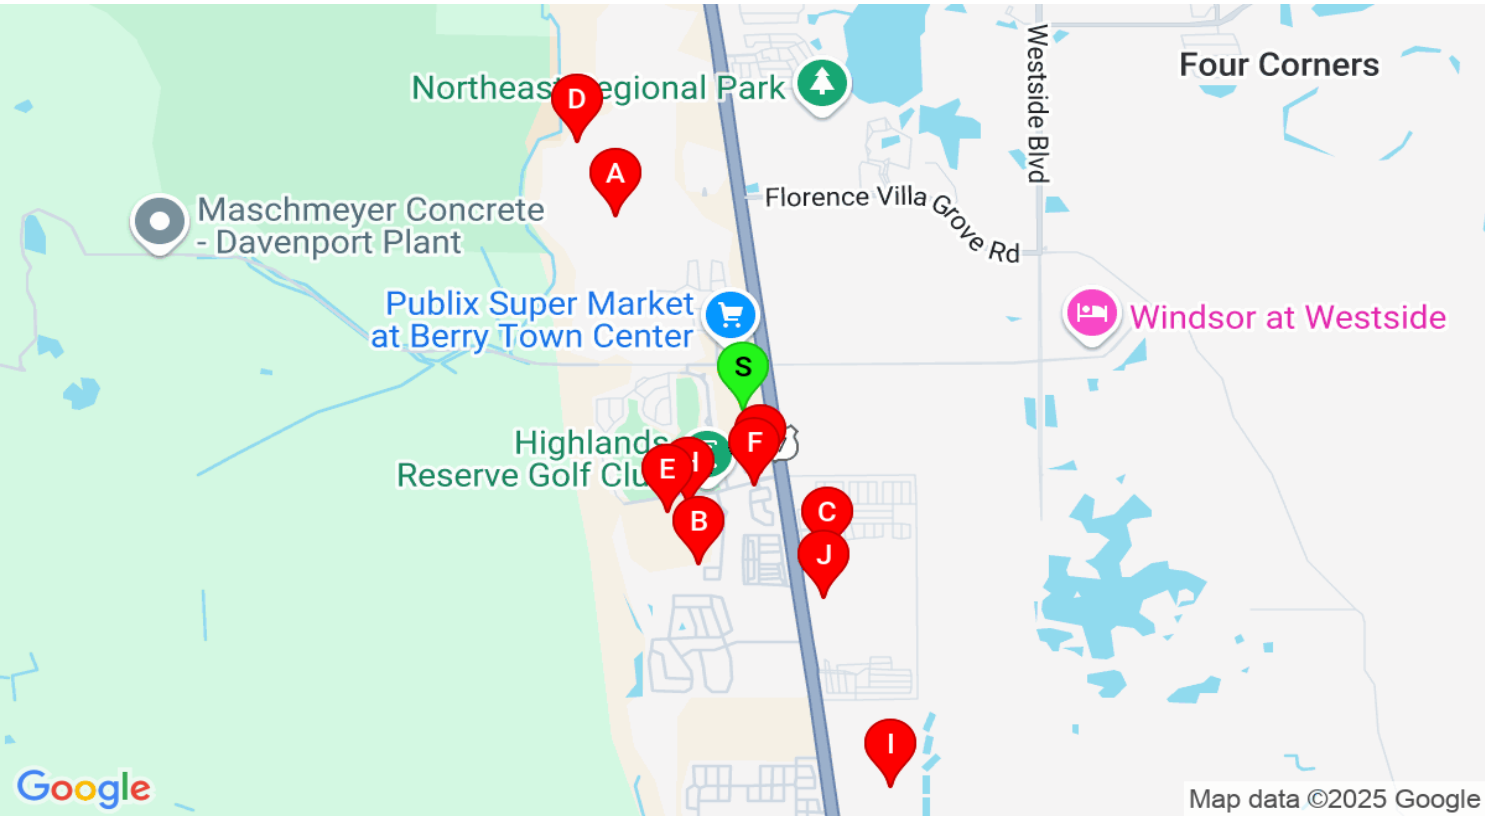 Four Corners
Westside Blvd
Northeast Regional Park
D
A
Florence Villa Grove Rd
Maschmeyer Concrete
- Davenport Plant
Publix Super Market
at Berry Town Center
Windsor at Westside
S
F
Highlands
Reserve Golf Clu
H
E
B
C
J
I
Google
Map data ©2025 Google